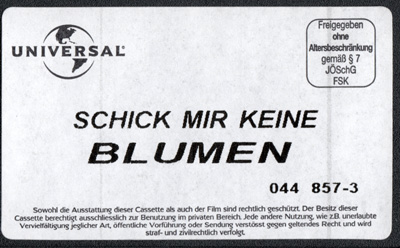 UNIVERSAL
Freigegeben
ohne
Altersbeschränkung
gemäß § 7
JÖSchG
FSK
SCHICK MIR KEINE
BLUMEN
044 857-3
Sowohl die Ausstattung dieser Cassette als auch der Film sind rechtlich geschützt. Der Besitz dieser
Cassette berechtigt ausschliesslich zur Benutzung im privaten Bereich. Jede andere Nutzung, wie z.B. unerlaubte
Vervielfältigung jeglicher Art, öffentliche Vorführung oder Sendung verstösst gegen geltendes Recht und wird
straf- und zivilrechtlich verfolgt.